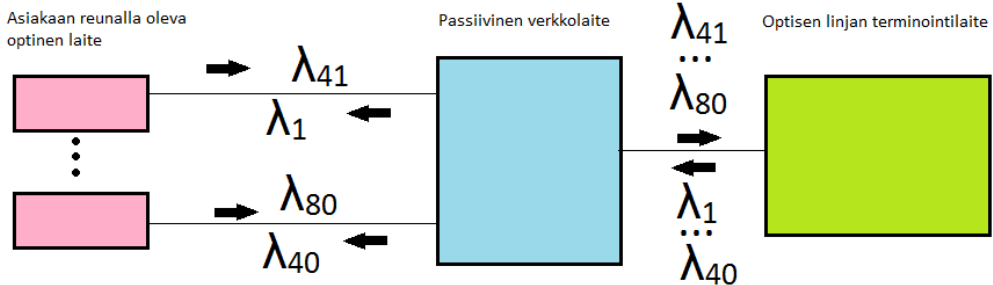 Asiakaan reunalla oleva
optinen laite
Passiivinen verkkolaite
Optisen linjan terminointilaite
λ41
λ1
λ80
λ40
λ41
...
λ80
λ1
...
λ40